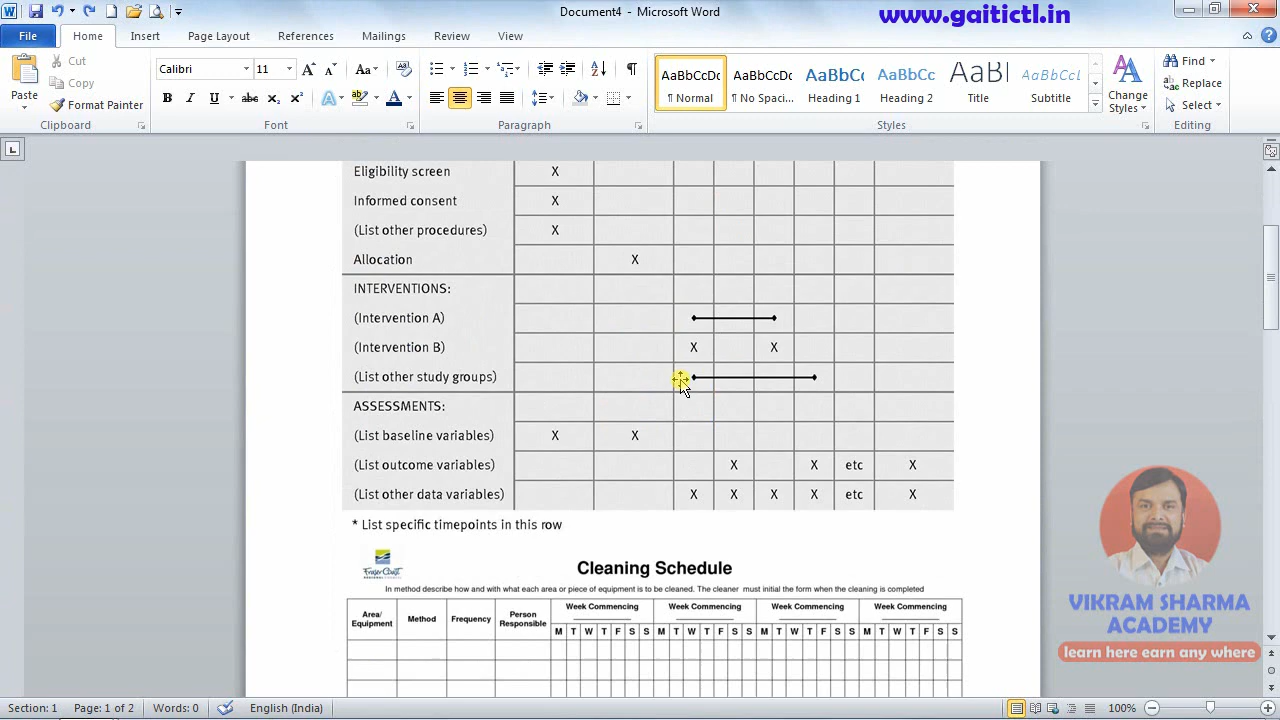 Document4 - Microsoft Word
www.gaitictl.in
File Home Insert Page Layout References Mailings Review View
Paste
Cut
Copy
Format Painter
Clipboard
Calibri 11
Font
Paragraph
AaBbCcDc AaBbCcDc AaBbCc AaBbCc AaBl AaBbCcL
¶ Normal ¶ No Spaci... Heading 1 Heading 2 Title Subtitle
Styles
Change Styles
Find
Replace
Select
Editing
Eligibility screen X
Informed consent X
(List other procedures) X
Allocation X
INTERVENTIONS:
(Intervention A)
(Intervention B) X X
(List other study groups)
ASSESSMENTS:
(List baseline variables) X X
(List outcome variables) X X etc X
(List other data variables) X X X X etc X
* List specific timepoints in this row
Cleaning Schedule
In method describe how and with what each area or piece of equipment is to be cleaned. The cleaner must initial the form when the cleaning is completed
Area/ Equipment Method Frequency Person Responsible Week Commencing Week Commencing Week Commencing Week Commencing
M T W T F S S M T W T F S S M T W T F S S M T W T F S S
VIKRAM SHARMA
ACADEMY
learn here earn any where
Section: 1 Page: 1 of 2 Words: 0 English (India) 100%